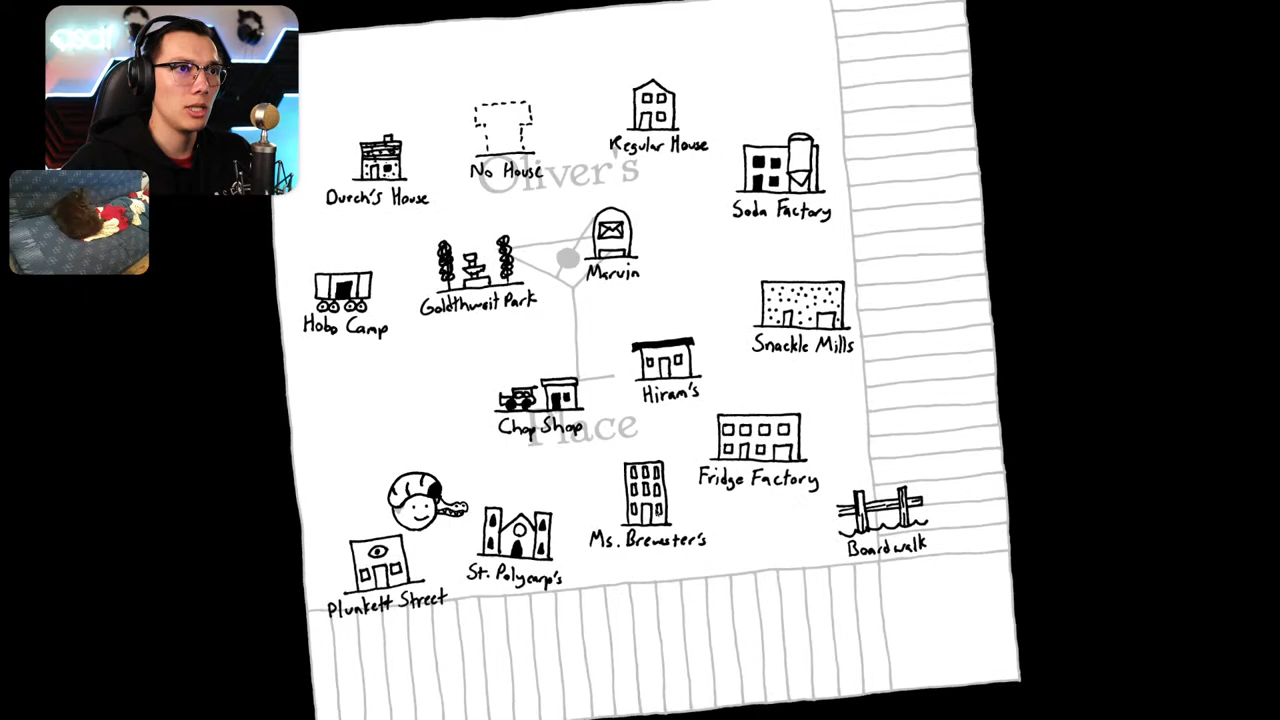 asdf
Regular House
No House
Durch's House
Oliver's
Soda Factory
Marvin
Goldthwait Park
Hobo Camp
Snackle Mills
Hiram's
Chop Shop
Place
Fridge Factory
Ms. Brewster's
Boardwalk
St. Polycarp's
Plunkett Street